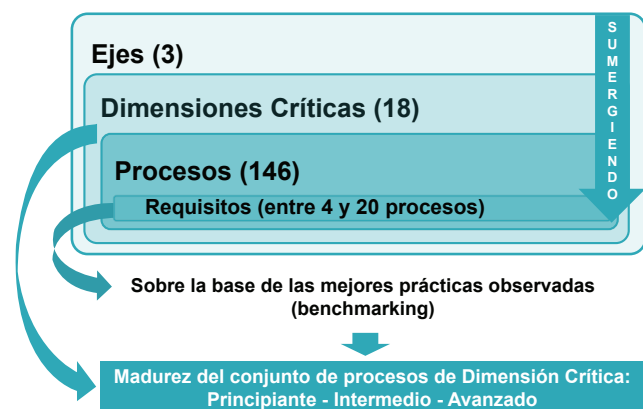 Ejes (3)
Dimensiones Críticas (18)
Procesos (146)
Requisitos (entre 4 y 20 procesos)
SUMERGIENDO
Sobre la base de las mejores prácticas observadas
(benchmarking)
Madurez del conjunto de procesos de Dimensión Crítica:
Principiante - Intermedio - Avanzado